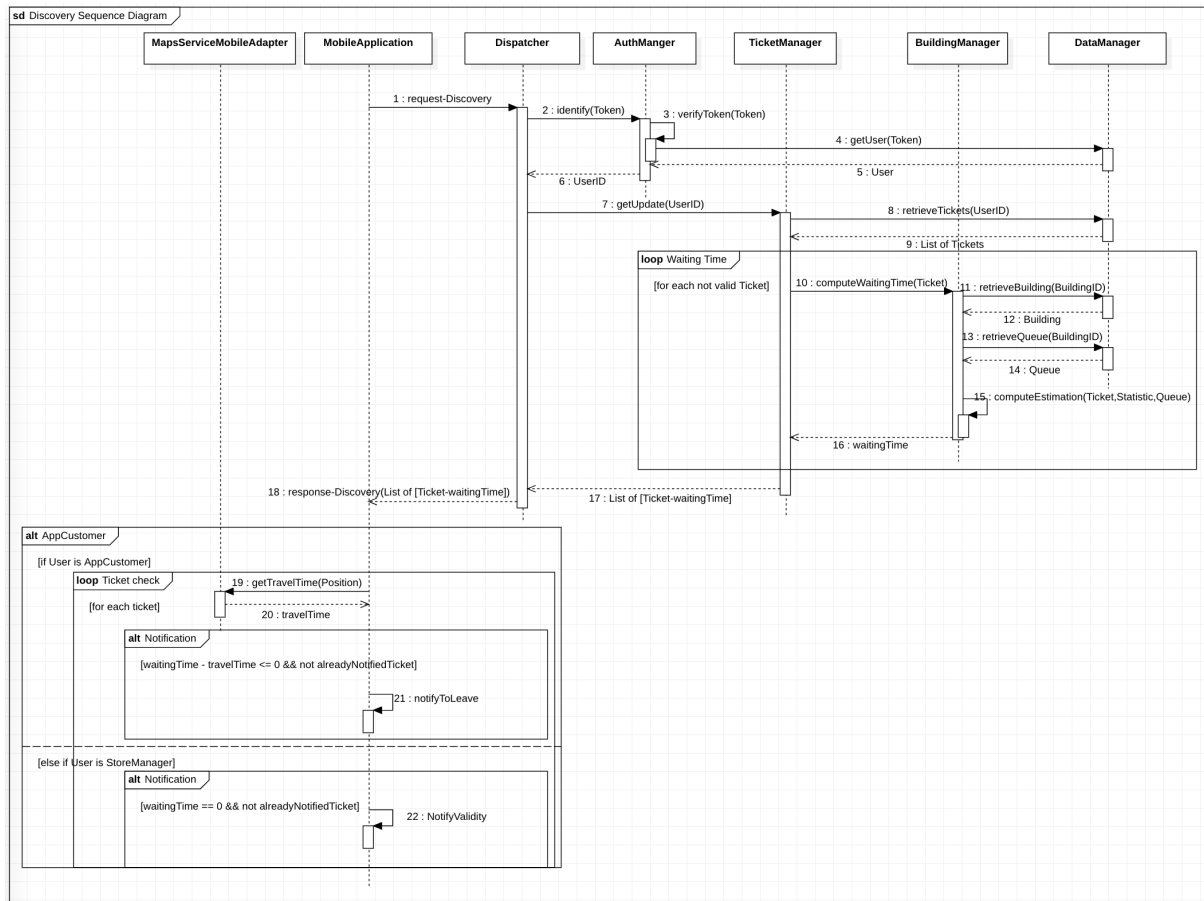 sd Discovery Sequence Diagram
MapsServiceMobileAdapter
MobileApplication
Dispatcher
AuthManger
TicketManager
BuildingManager
DataManager
1 : request-Discovery
2 : identify(Token)
3 : verifyToken(Token)
4 : getUser(Token)
5 : User
6 : UserID
7 : getUpdate(UserID)
8 : retrieveTickets(UserID)
9 : List of Tickets
loop Waiting Time
[for each not valid Ticket]
10 : computeWaitingTime(Ticket)
11 : retrieveBuilding(BuildingID)
12 : Building
13 : retrieveQueue(BuildingID)
14 : Queue
15 : computeEstimation(Ticket,Statistic,Queue)
16 : waitingTime
17 : List of [Ticket-waitingTime]
18 : response-Discovery(List of [Ticket-waitingTime])
alt AppCustomer
[if User is AppCustomer]
loop Ticket check
[for each ticket]
19 : getTravelTime(Position)
20 : travelTime
alt Notification
[waitingTime - travelTime <= 0 && not alreadyNotifiedTicket]
21 : notifyToLeave
[else if User is StoreManager]
alt Notification
[waitingTime == 0 && not alreadyNotifiedTicket]
22 : NotifyValidity